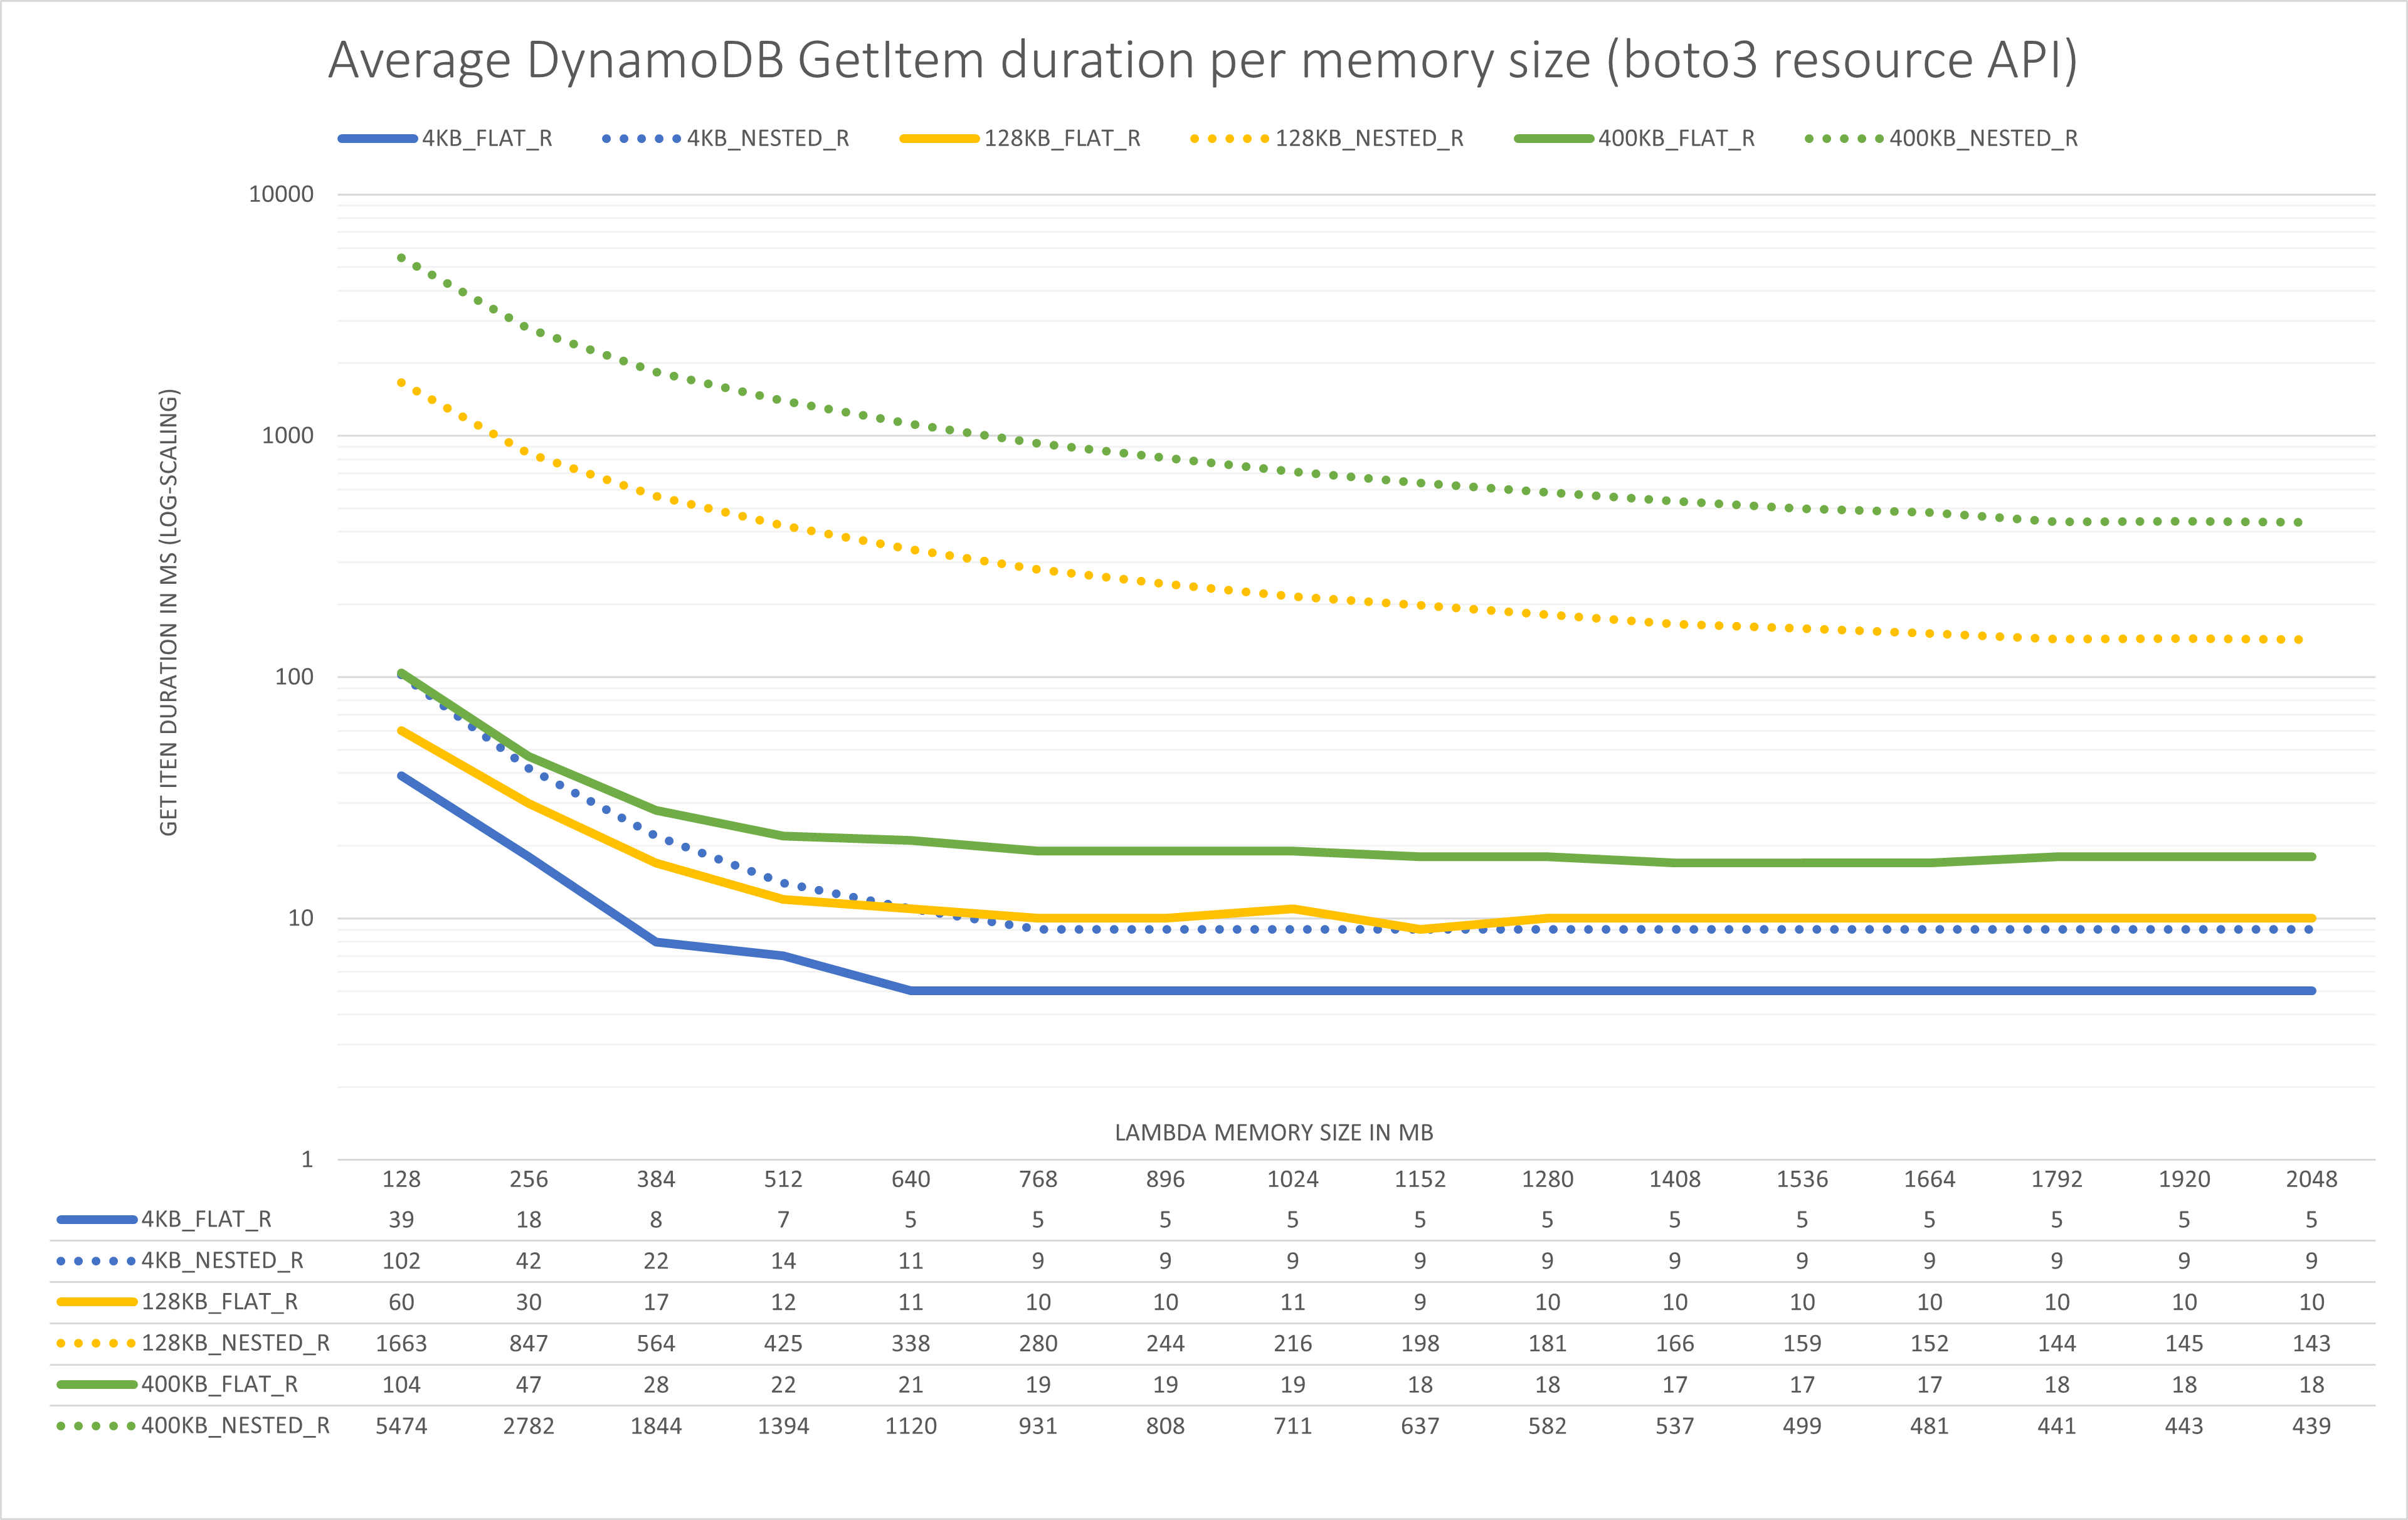 Average DynamoDB GetItem duration per memory size (boto3 resource API)
4KB_FLAT_R 4KB_NESTED_R 128KB_FLAT_R 128KB_NESTED_R 400KB_FLAT_R 400KB_NESTED_R
GET ITEN DURATION IN MS (LOG-SCALING)
10000
1000
100
10
1
LAMBDA MEMORY SIZE IN MB
128 256 384 512 640 768 896 1024 1152 1280 1408 1536 1664 1792 1920 2048
4KB_FLAT_R 39 18 8 7 5 5 5 5 5 5 5 5 5 5 5 5
4KB_NESTED_R 102 42 22 14 11 9 9 9 9 9 9 9 9 9 9 9
128KB_FLAT_R 60 30 17 12 11 10 10 11 9 10 10 10 10 10 10 10
128KB_NESTED_R 1663 847 564 425 338 280 244 216 198 181 166 159 152 144 145 143
400KB_FLAT_R 104 47 28 22 21 19 19 19 18 18 17 17 17 18 18 18
400KB_NESTED_R 5474 2782 1844 1394 1120 931 808 711 637 582 537 499 481 441 443 439